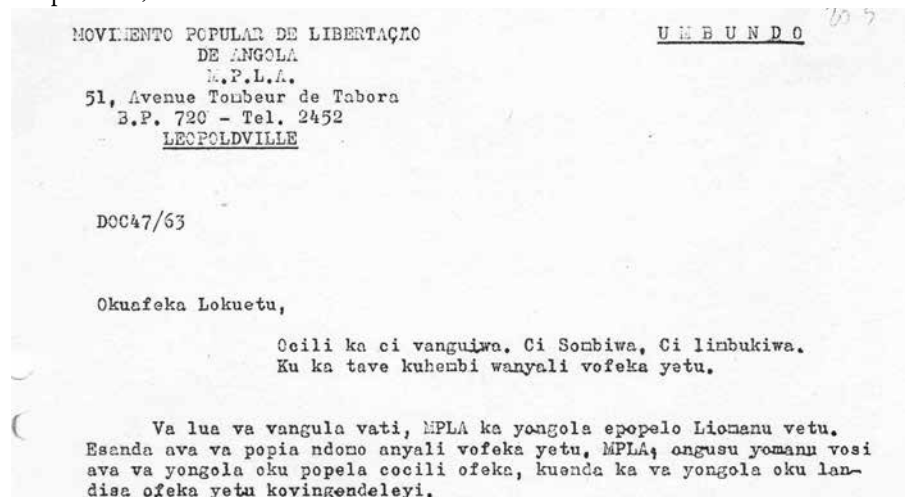 MOVIMENTO POPULAR DE LIBERTAÇÃO
DE ANGOLA
M.P.L.A.
51, Avenue Tombeur de Tabora
B.P. 720 - Tel. 2452
LEOPOLDVILLE
UMBUNDO
DOC47/63
Okuafeka Lokuetu,
Ocili ka ci vanguiwa. Ci Sombiwa, Ci limbukiwa.
Ku ka tave kuhembi wanyali vofeka yetu.
Va lua va vangula vati, MPLA ka yongola epopelo Liomanu vetu.
Esanda ava va popia ndomo anyali vofeka yetu. MPLA; ongusu yomanu vosi
ava va yongola oku popela cocili ofeka, kuenda ka va yongola oku lan-
disa ofeka yetu kovingendeleyi.